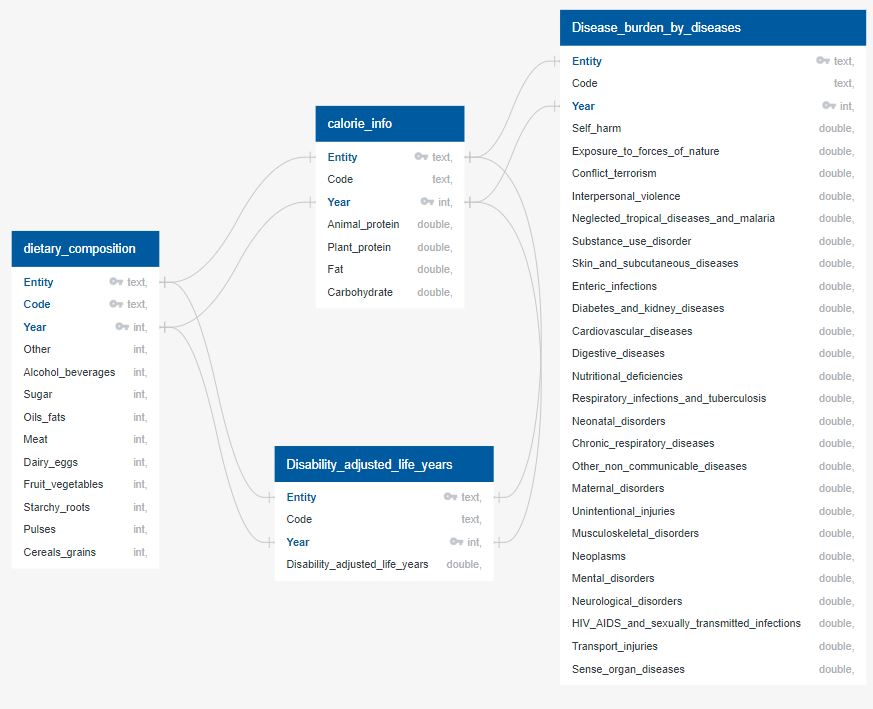 Disease_burden_by_diseases
Entity text,
Code text,
Year int,
Self_harm double,
Exposure_to_forces_of_nature double,
Conflict_terrorism double,
Interpersonal_violence double,
Neglected_tropical_diseases_and_malaria double,
Substance_use_disorder double,
Skin_and_subcutaneous_diseases double,
Enteric_infections double,
Diabetes_and_kidney_diseases double,
Cardiovascular_diseases double,
Digestive_diseases double,
Nutritional_deficiencies double,
Respiratory_infections_and_tuberculosis double,
Neonatal_disorders double,
Chronic_respiratory_diseases double,
Other_non_communicable_diseases double,
Maternal_disorders double,
Unintentional_injuries double,
Musculoskeletal_disorders double,
Neoplasms double,
Mental_disorders double,
Neurological_disorders double,
HIV_AIDS_and_sexually_transmitted_infections double,
Transport_injuries double,
Sense_organ_diseases double,
calorie_info
Entity text,
Code text,
Year int,
Animal_protein double,
Plant_protein double,
Fat double,
Carbohydrate double,
dietary_composition
Entity text,
Code text,
Year int,
Other int,
Alcohol_beverages int,
Sugar int,
Oils_fats int,
Meat int,
Dairy_eggs int,
Fruit_vegetables int,
Starchy_roots int,
Pulses int,
Cereals_grains int,
Disability_adjusted_life_years
Entity text,
Code text,
Year int,
Disability_adjusted_life_years double,